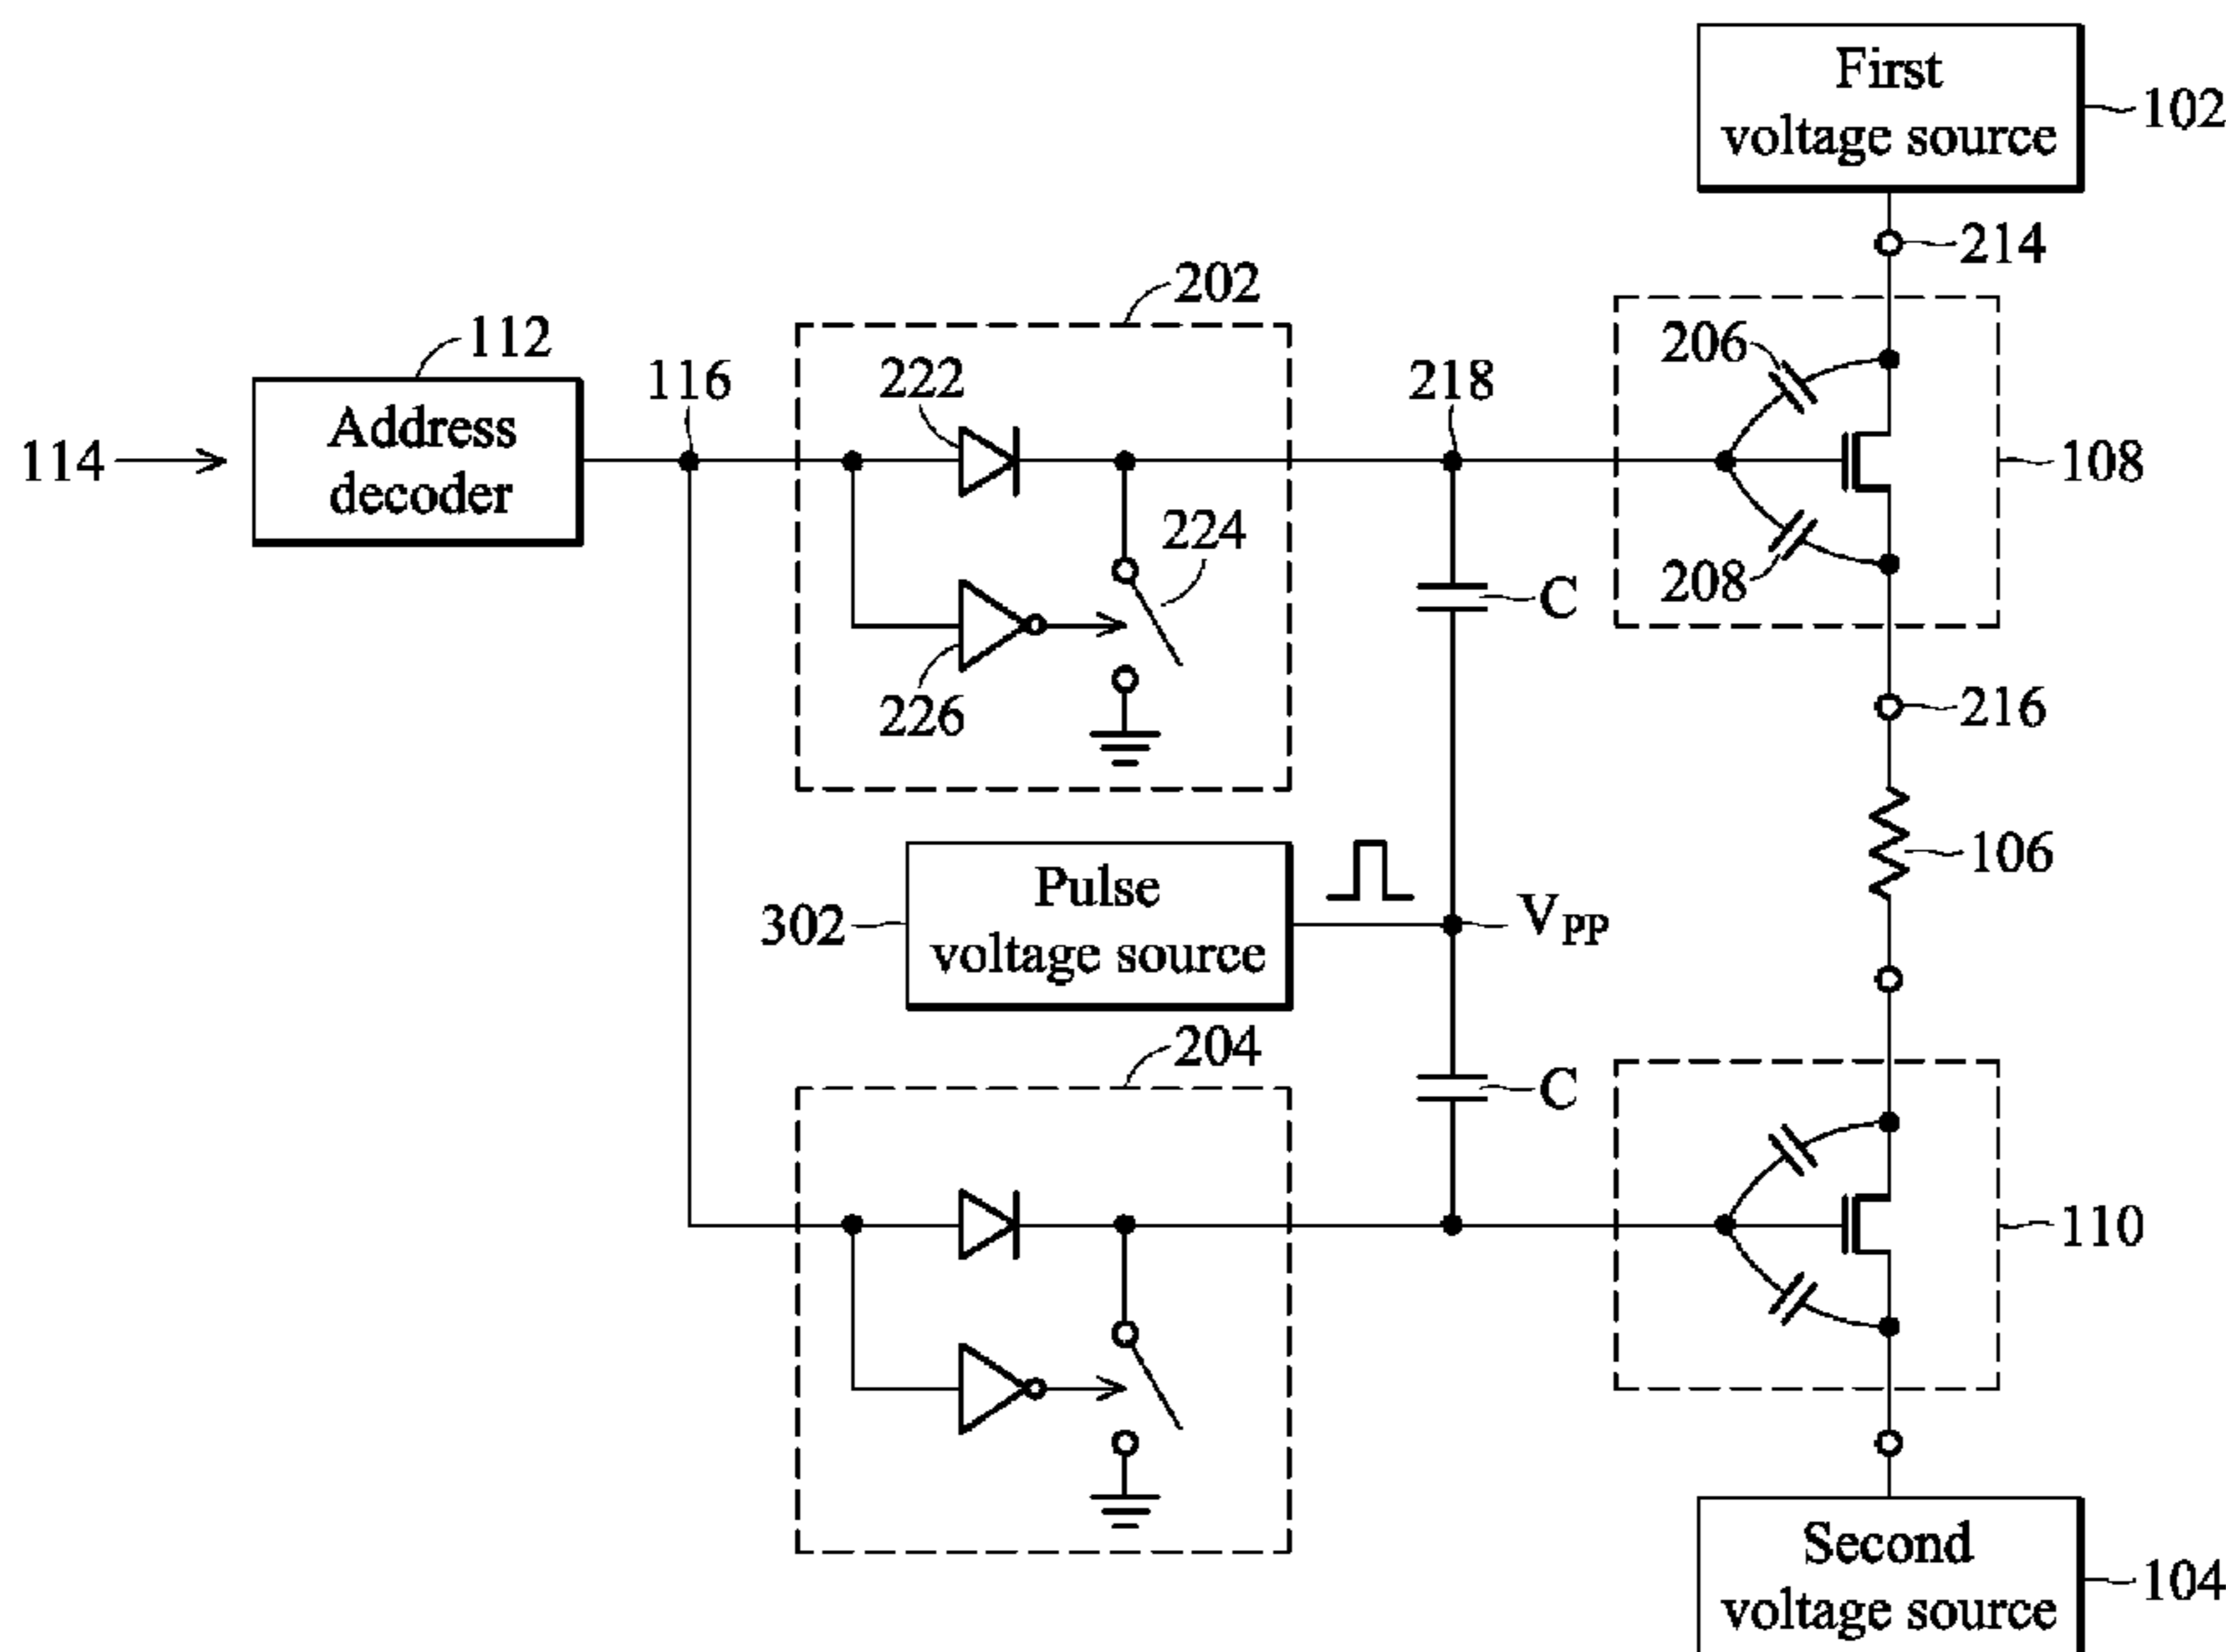 First
voltage source
102
214
202
112
116
222
218
206
Address
decoder
114
108
224
208
C
226
216
Pulse
voltage source
302
V_PP
106
204
C
110
Second
voltage source
104